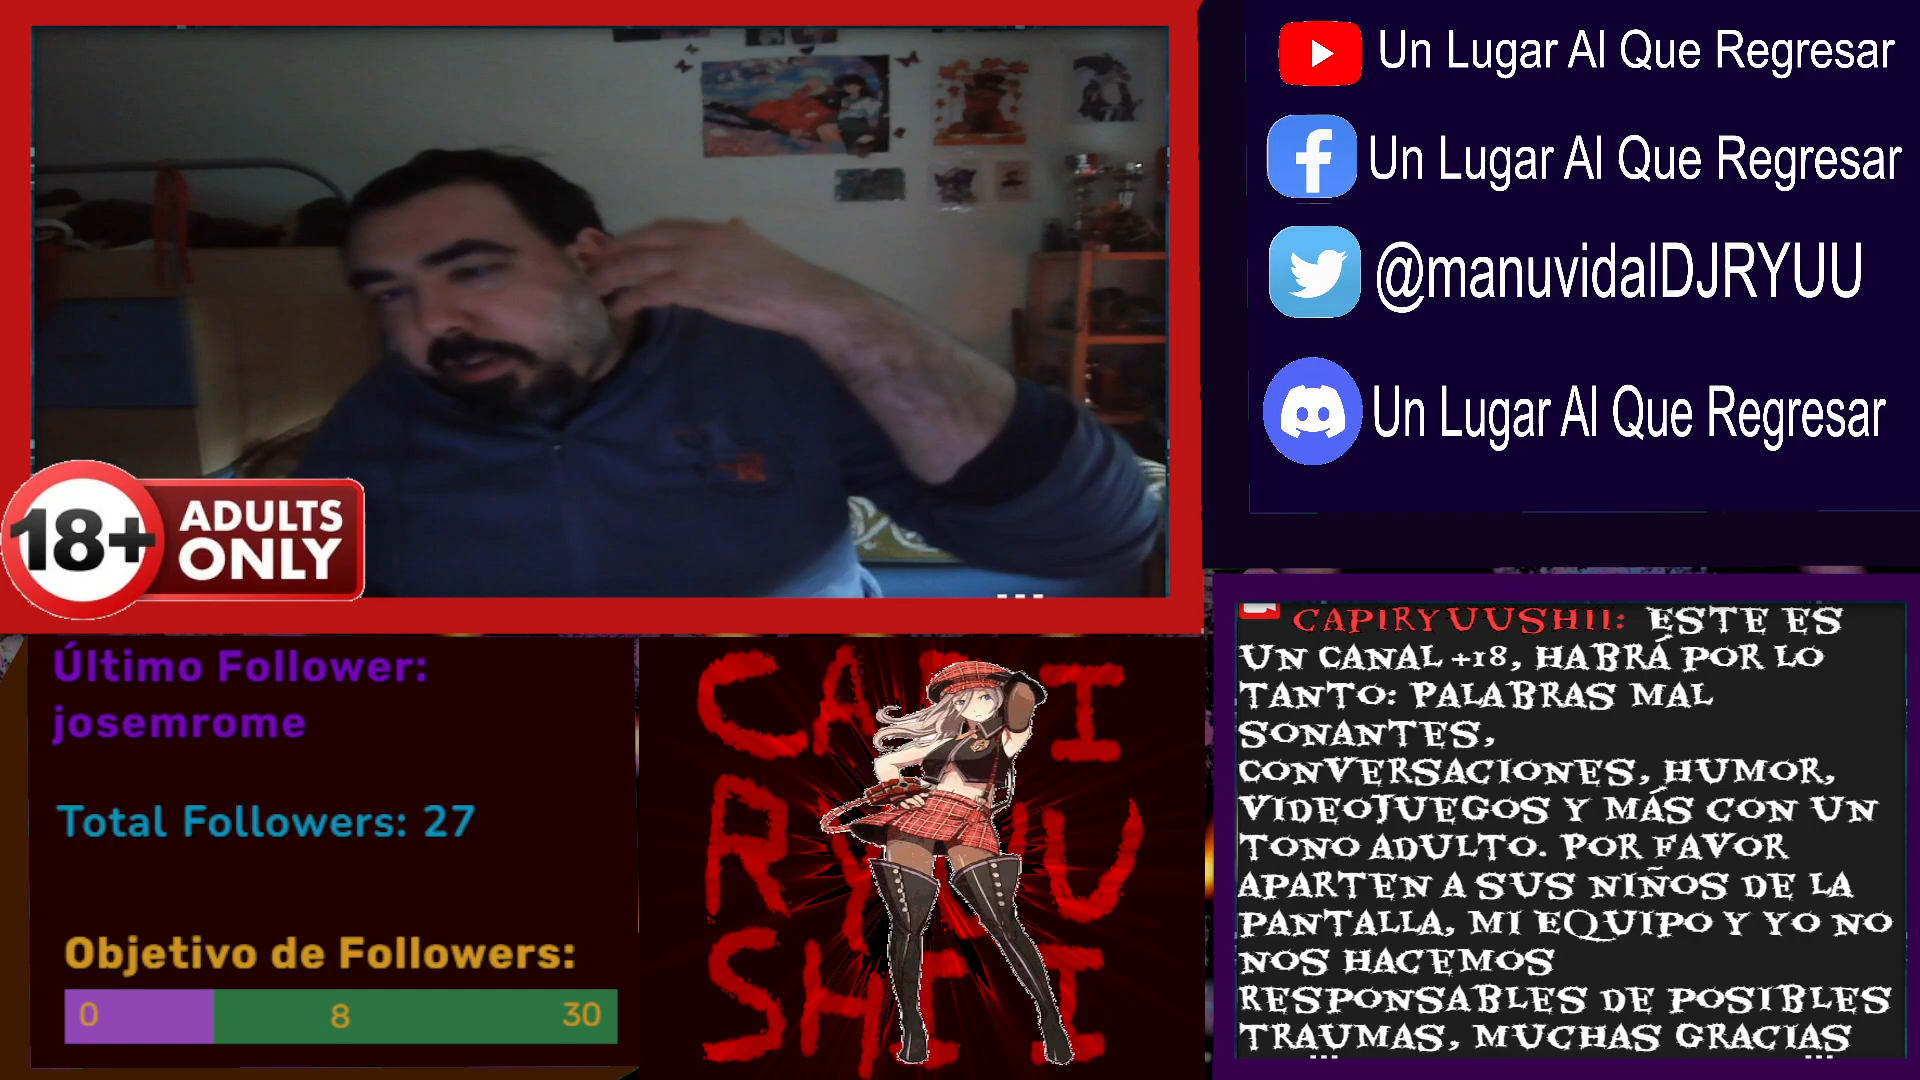 Un Lugar Al Que Regresar
Un Lugar Al Que Regresar
@manuvidalDJRYUU
Un Lugar Al Que Regresar
18+
ADULTS
ONLY
Último Follower:
josemrome
Total Followers: 27
Objetivo de Followers:
0 8 30
CAPI
RYUU
SHII
CAPIRYUUSHII: ESTE ES
UN CANAL +18, HABRÁ POR LO
TANTO: PALABRAS MAL
SONANTES,
CONVERSACIONES, HUMOR,
VIDEOJUEGOS Y MÁS CON UN
TONO ADULTO. POR FAVOR
APARTEN A SUS NIÑOS DE LA
PANTALLA, MI EQUIPO Y YO NO
NOS HACEMOS
RESPONSABLES DE POSIBLES
TRAUMAS, MUCHAS GRACIAS